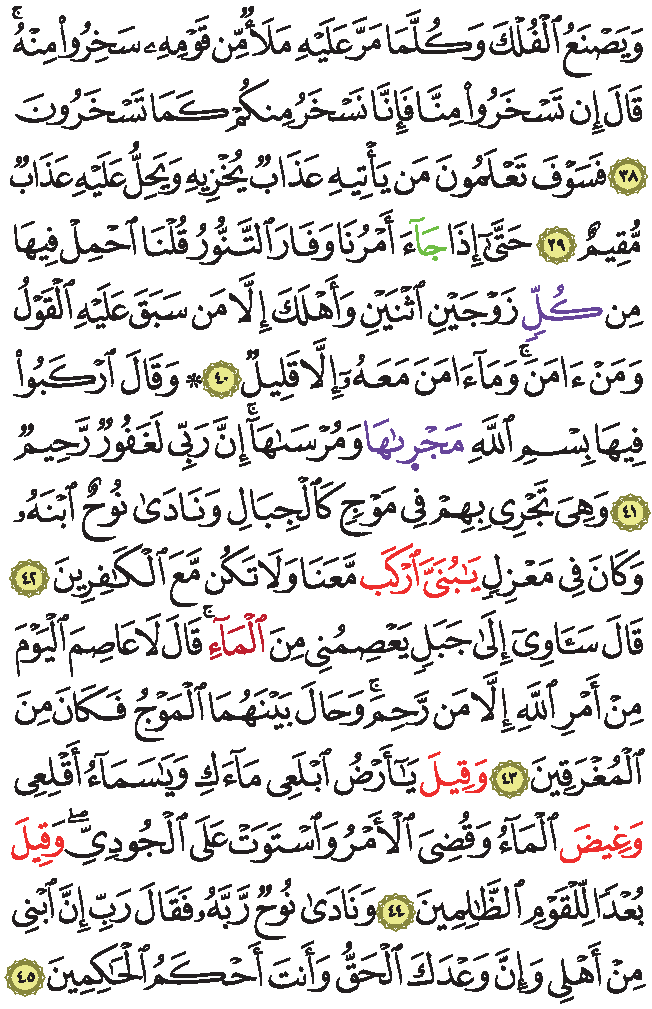 وَيَصْنَعُ ٱلْفُلْكَ وَكُلَّمَا مَرَّ عَلَيْهِ مَلَأٌ مِّن قَوْمِهِۦ سَخِرُوا۟ مِنْهُ ۚ
قَالَ إِن تَسْخَرُوا۟ مِنَّا فَإِنَّا نَسْخَرُ مِنكُمْ كَمَا تَسْخَرُونَ
٣٨ فَسَوْفَ تَعْلَمُونَ مَن يَأْتِيهِ عَذَابٌ يُخْزِيهِ وَيَحِلُّ عَلَيْهِ عَذَابٌ
مُّقِيمٌ ٣٩ حَتَّىٰٓ إِذَا جَآءَ أَمْرُنَا وَفَارَ ٱلتَّنُّورُ قُلْنَا ٱحْمِلْ فِيهَا
مِن كُلِّ زَوْجَيْنِ ٱثْنَيْنِ وَأَهْلَكَ إِلَّا مَن سَبَقَ عَلَيْهِ ٱلْقَوْلُ
وَمَنْ ءَامَنَ ۚ وَمَآ ءَامَنَ مَعَهُۥٓ إِلَّا قَلِيلٌ ٤٠ * وَقَالَ ٱرْكَبُوا۟
فِيهَا بِسْمِ ٱللَّهِ مَجْر۪ىٰهَا وَمُرْسَىٰهَآ ۚ إِنَّ رَبِّى لَغَفُورٌ رَّحِيمٌ
٤١ وَهِىَ تَجْرِى بِهِمْ فِى مَوْجٍ كَٱلْجِبَالِ وَنَادَىٰ نُوحٌ ٱبْنَهُۥ
وَكَانَ فِى مَعْزِلٍ يَـٰبُنَىَّ ٱرْكَب مَّعَنَا وَلَا تَكُن مَّعَ ٱلْكَـٰفِرِينَ ٤٢
قَالَ سَـَٔاوِىٓ إِلَىٰ جَبَلٍ يَعْصِمُنِى مِنَ ٱلْمَآءِ ۚ قَالَ لَا عَاصِمَ ٱلْيَوْمَ
مِنْ أَمْرِ ٱللَّهِ إِلَّا مَن رَّحِمَ ۚ وَحَالَ بَيْنَهُمَا ٱلْمَوْجُ فَكَانَ مِنَ
ٱلْمُغْرَقِينَ ٤٣ وَقِيلَ يَـٰٓأَرْضُ ٱبْلَعِى مَآءَكِ وَيَـٰسَمَآءُ أَقْلِعِى
وَغِيضَ ٱلْمَآءُ وَقُضِىَ ٱلْأَمْرُ وَٱسْتَوَتْ عَلَى ٱلْجُودِىِّ ۖ وَقِيلَ
بُعْدًا لِّلْقَوْمِ ٱلظَّـٰلِمِينَ ٤٤ وَنَادَىٰ نُوحٌ رَّبَّهُۥ فَقَالَ رَبِّ إِنَّ ٱبْنِى
مِنْ أَهْلِى وَإِنَّ وَعْدَكَ ٱلْحَقُّ وَأَنتَ أَحْكَمُ ٱلْحَـٰكِمِينَ ٤٥